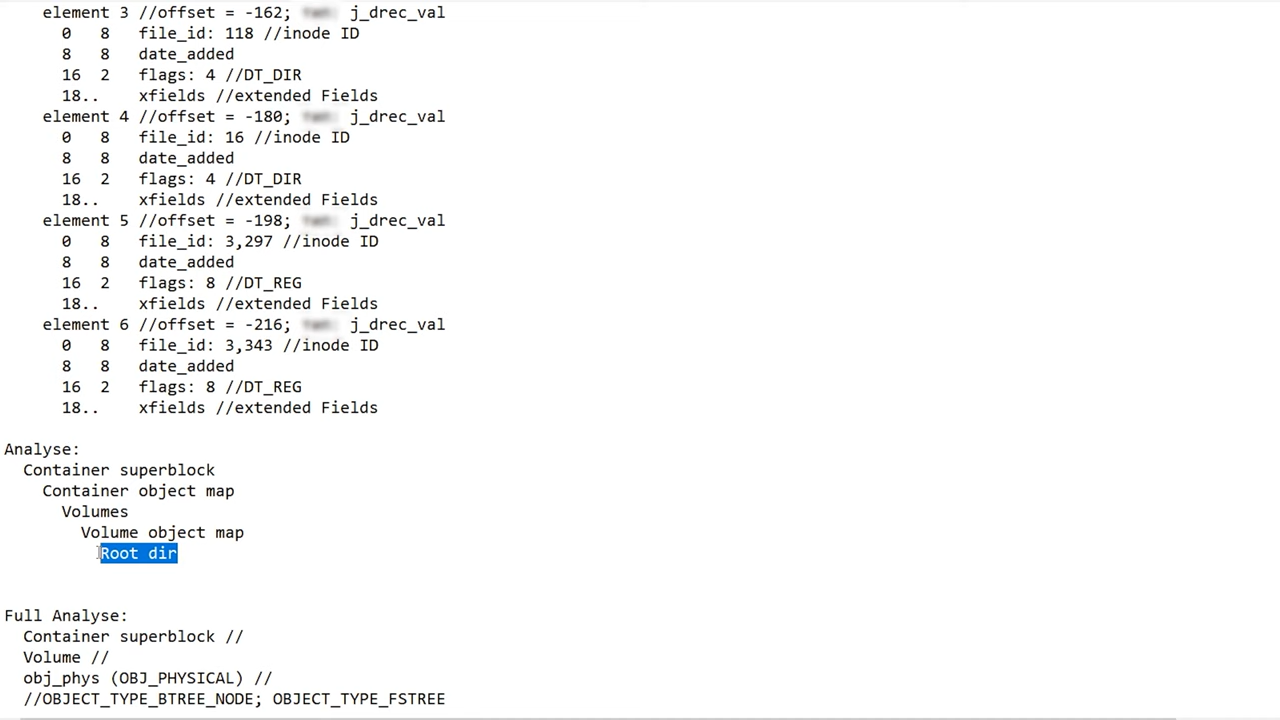 element 3 //offset = -162; j_drec_val
0 8 file_id: 118 //inode ID
8 8 date_added
16 2 flags: 4 //DT_DIR
18.. xfields //extended Fields
element 4 //offset = -180; j_drec_val
0 8 file_id: 16 //inode ID
8 8 date_added
16 2 flags: 4 //DT_DIR
18.. xfields //extended Fields
element 5 //offset = -198; j_drec_val
0 8 file_id: 3,297 //inode ID
8 8 date_added
16 2 flags: 8 //DT_REG
18.. xfields //extended Fields
element 6 //offset = -216; j_drec_val
0 8 file_id: 3,343 //inode ID
8 8 date_added
16 2 flags: 8 //DT_REG
18.. xfields //extended Fields
Analyse:
Container superblock
Container object map
Volumes
Volume object map
Root dir
Full Analyse:
Container superblock //
Volume //
obj_phys (OBJ_PHYSICAL) //
//OBJECT_TYPE_BTREE_NODE; OBJECT_TYPE_FSTREE